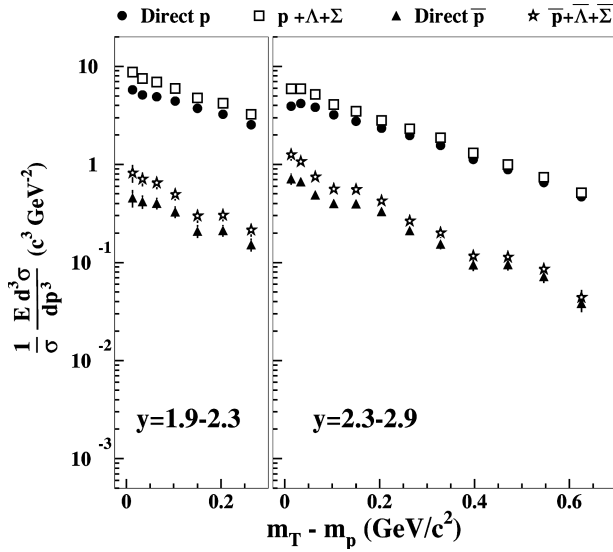 ● Direct p □ p +Λ+Σ ▲ Direct p̅ ☆ p̅+Λ̅+Σ̅
1/σ E d³σ/dp³ (c³ GeV⁻²)
10
1
10⁻¹
10⁻²
10⁻³
y=1.9-2.3
y=2.3-2.9
0 0.2 0 0.2 0.4 0.6
m_T - m_p (GeV/c²)